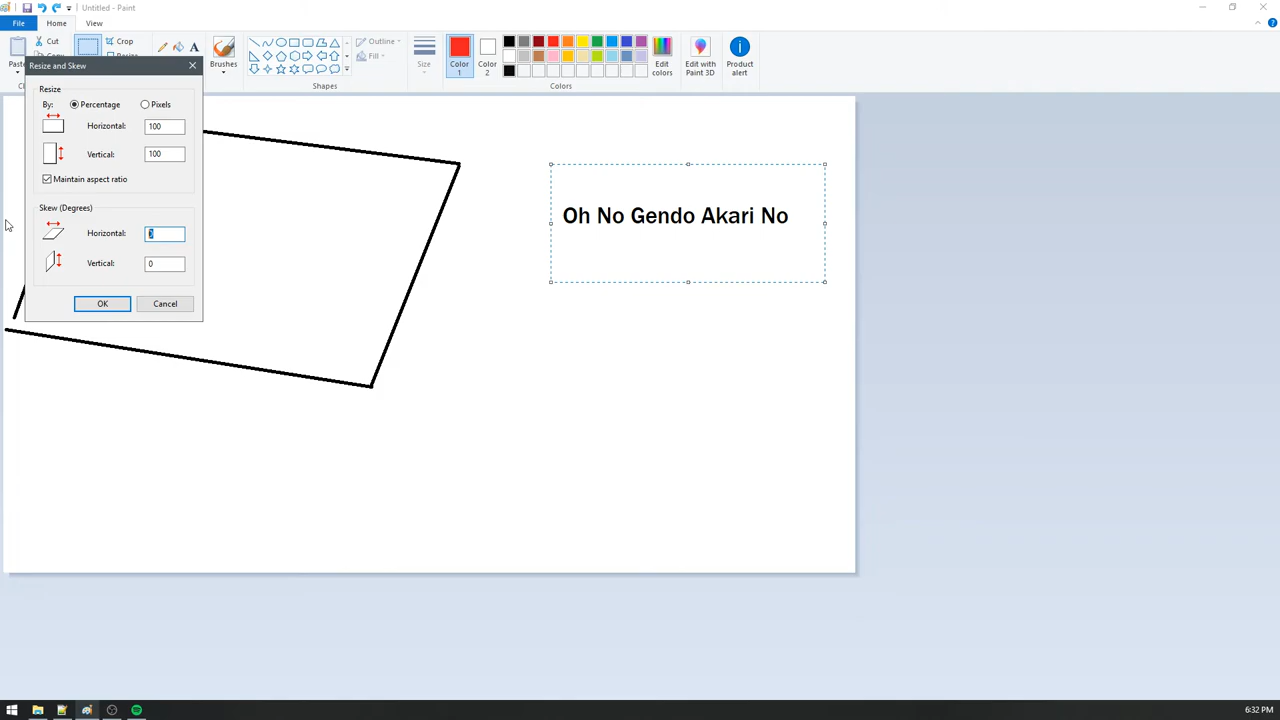 Untitled - Paint
File
Home
View
Paste
Cut
Crop
Brushes
Outline
Fill
Shapes
Size
Color 1
Color 2
Edit colors
Edit with Paint 3D
Product alert
Colors
Resize and Skew
Resize
By:
Percentage
Pixels
Horizontal:
100
Vertical:
100
Maintain aspect ratio
Skew (Degrees)
Horizontal:
0
Vertical:
0
OK
Cancel
Oh No Gendo Akari No
6:32 PM